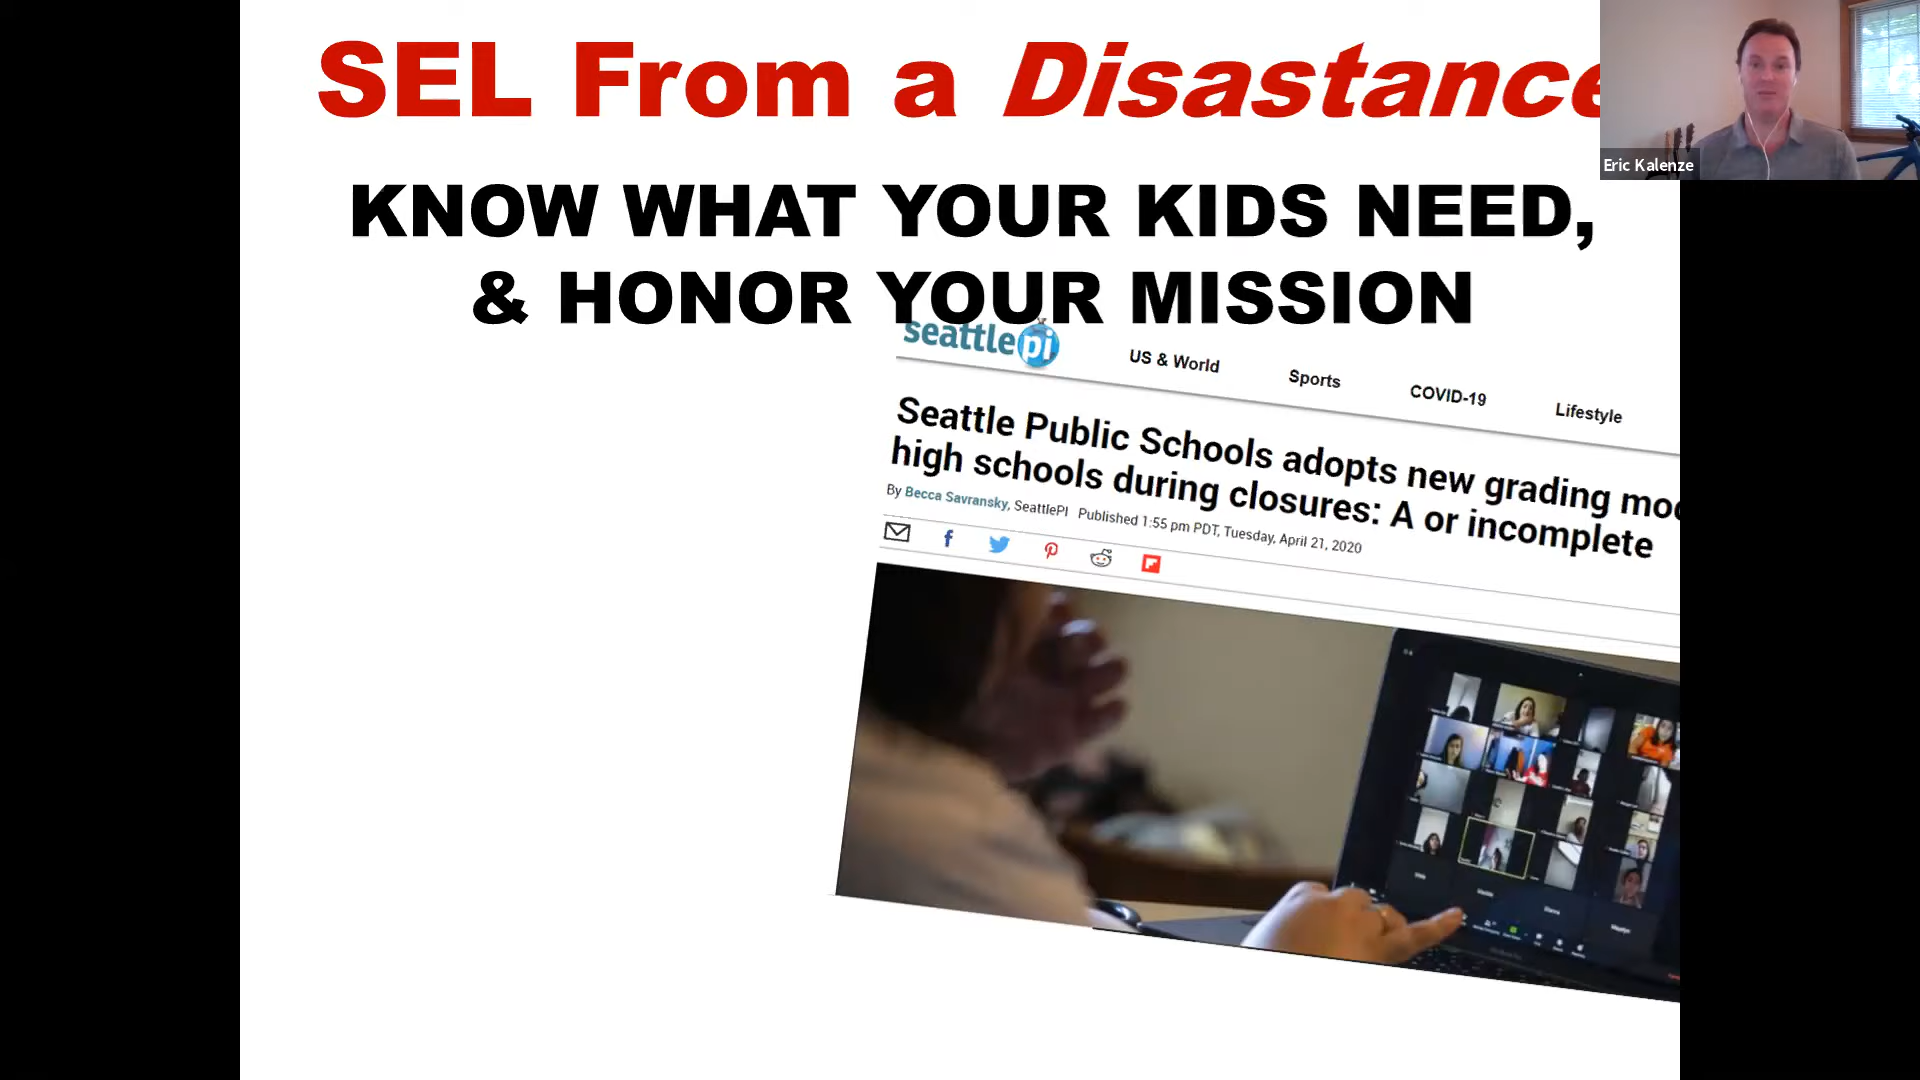 SEL From a Disastance
Eric Kalenze
KNOW WHAT YOUR KIDS NEED,
& HONOR YOUR MISSION
seattlepi
US & World
Sports
COVID-19
Lifestyle
Seattle Public Schools adopts new grading
high schools during closures: A or incomplete
By Becca Savransky, SeattlePI Published 1:55 pm PDT, Tuesday, April 21, 2020